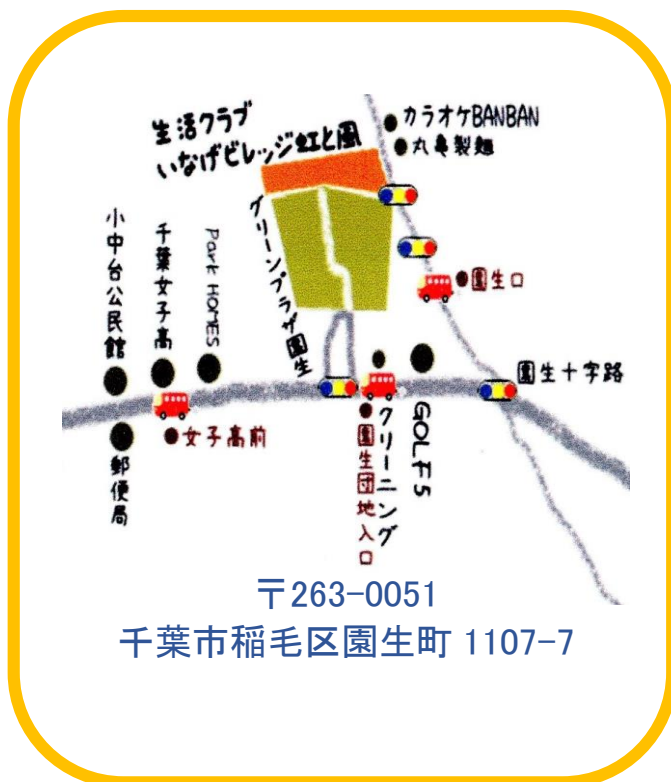 生活クラブ
いなげビレッジ虹と風
カラオケBANBAN
丸亀製麺
グリーンプラザ園生
小中台公民館
千葉女子高
Park HOMES
園生口
園生十字路
女子高前
郵便局
園生団地入口
クリーニング
GOLF5
〒263-0051
千葉市稲毛区園生町 1107-7